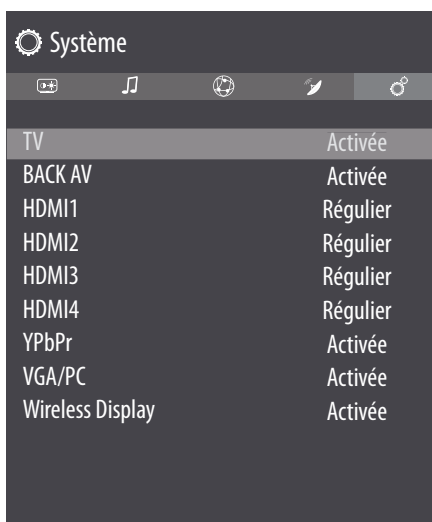 Système
TV Activée
BACK AV Activée
HDMI1 Régulier
HDMI2 Régulier
HDMI3 Régulier
HDMI4 Régulier
YPbPr Activée
VGA/PC Activée
Wireless Display Activée